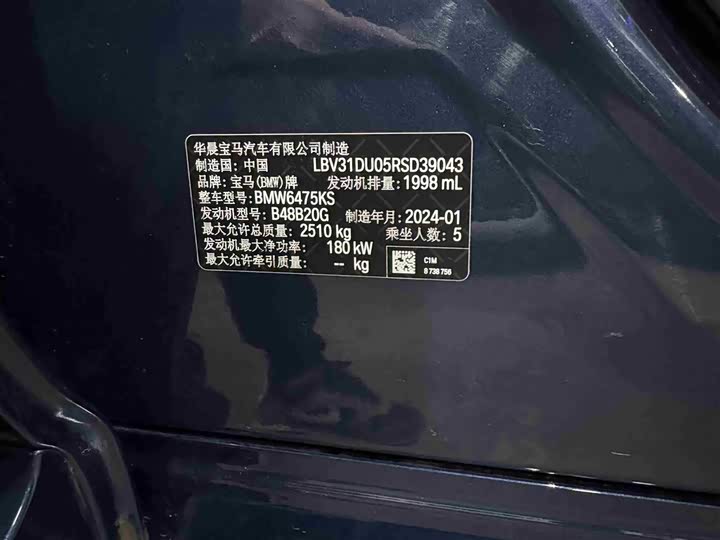 华晨宝马汽车有限公司制造
制造国: 中国 LBV31DU05RSD39043
品牌: 宝马(BMW)牌 发动机排量: 1998 mL
整车型号: BMW6475KS
发动机型号: B48B20G 制造年月: 2024-01
最大允许总质量: 2510 kg 乘坐人数: 5
发动机最大净功率: 180 kW
最大允许牵引质量: -- kg
C1M
8 738 756